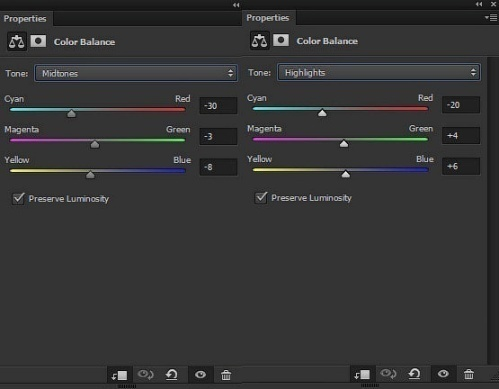 Properties
Color Balance
Tone: Midtones
Cyan Red -30
Magenta Green -3
Yellow Blue -8
Preserve Luminosity
Properties
Color Balance
Tone: Highlights
Cyan Red -20
Magenta Green +4
Yellow Blue +6
Preserve Luminosity